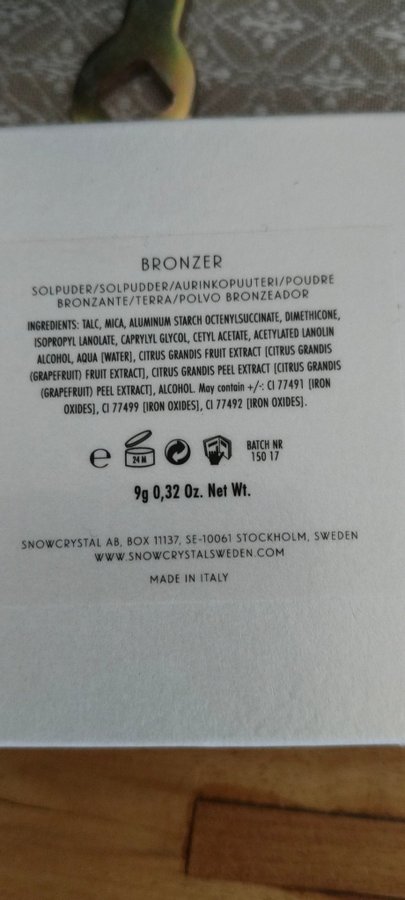 BRONZER
SOLPUDER/SOLPUDDER/AURINKOPUUTERI/POUDRE
BRONZANTE/TERRA/POLVO BRONZEADOR
INGREDIENTS: TALC, MICA, ALUMINUM STARCH OCTENYLSUCCINATE, DIMETHICONE,
ISOPROPYL LANOLATE, CAPRYLYL GLYCOL, CETYL ACETATE, ACETYLATED LANOLIN
ALCOHOL, AQUA [WATER], CITRUS GRANDIS FRUIT EXTRACT [CITRUS GRANDIS
(GRAPEFRUIT) FRUIT EXTRACT], CITRUS GRANDIS PEEL EXTRACT [CITRUS GRANDIS
(GRAPEFRUIT) PEEL EXTRACT], ALCOHOL. May contain +/-: CI 77491 [IRON
OXIDES], CI 77499 [IRON OXIDES], CI 77492 [IRON OXIDES].
e 24 M BATCH NR
150 17
9g 0,32 Oz. Net Wt.
SNOWCRYSTAL AB, BOX 11137, SE-10061 STOCKHOLM, SWEDEN
WWW.SNOWCRYSTALSWEDEN.COM
MADE IN ITALY